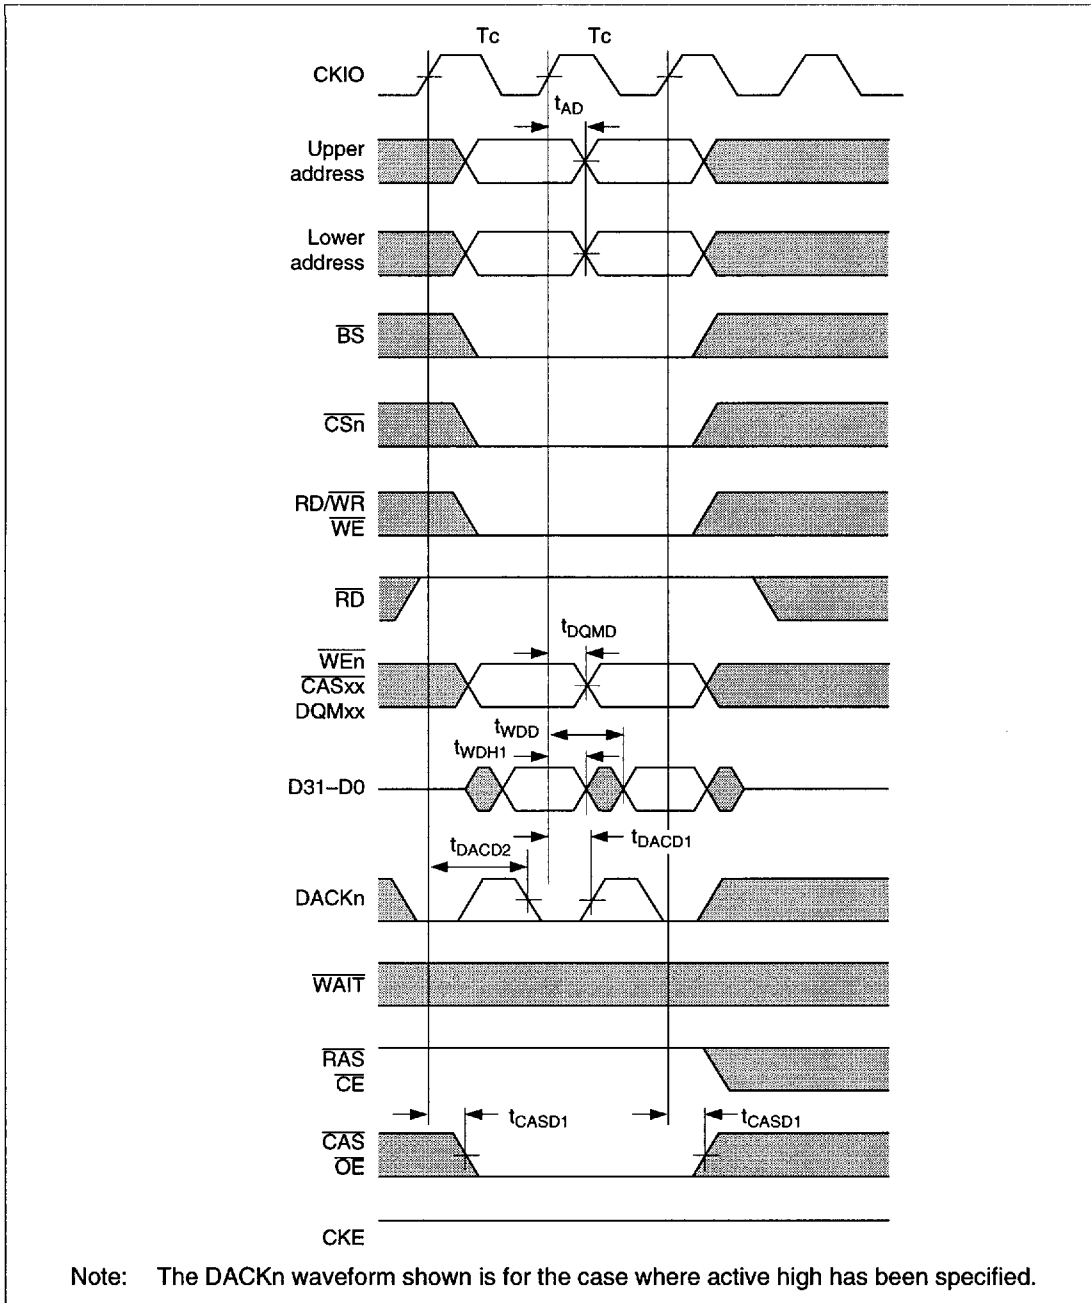 Tc Tc
CKIO
tAD
Upper
address
Lower
address
BS
CSn
RD/WR
WE
RD
tDQMD
WEn
CASxx
DQMxx
tWDD
tWDH1
D31–D0
tDACD2
tDACD1
DACKn
WAIT
RAS
CE
tCASD1 tCASD1
CAS
OE
CKE
Note: The DACKn waveform shown is for the case where active high has been specified.